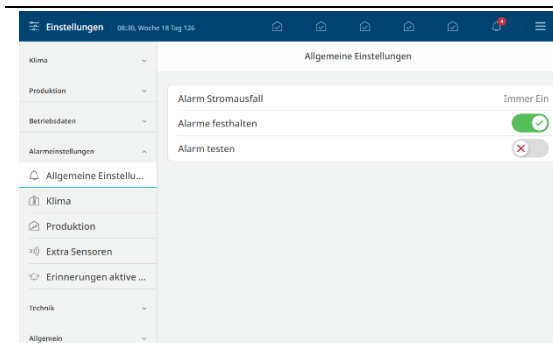 Einstellungen 08:30, Woche 18 Tag 126
4
Klima
Produktion
Betriebsdaten
Alarmeinstellungen
Allgemeine Einstellu...
Klima
Produktion
Extra Sensoren
Erinnerungen aktive ...
Technik
Allgemein
Allgemeine Einstellungen
Alarm Stromausfall Immer Ein
Alarme festhalten
Alarm testen